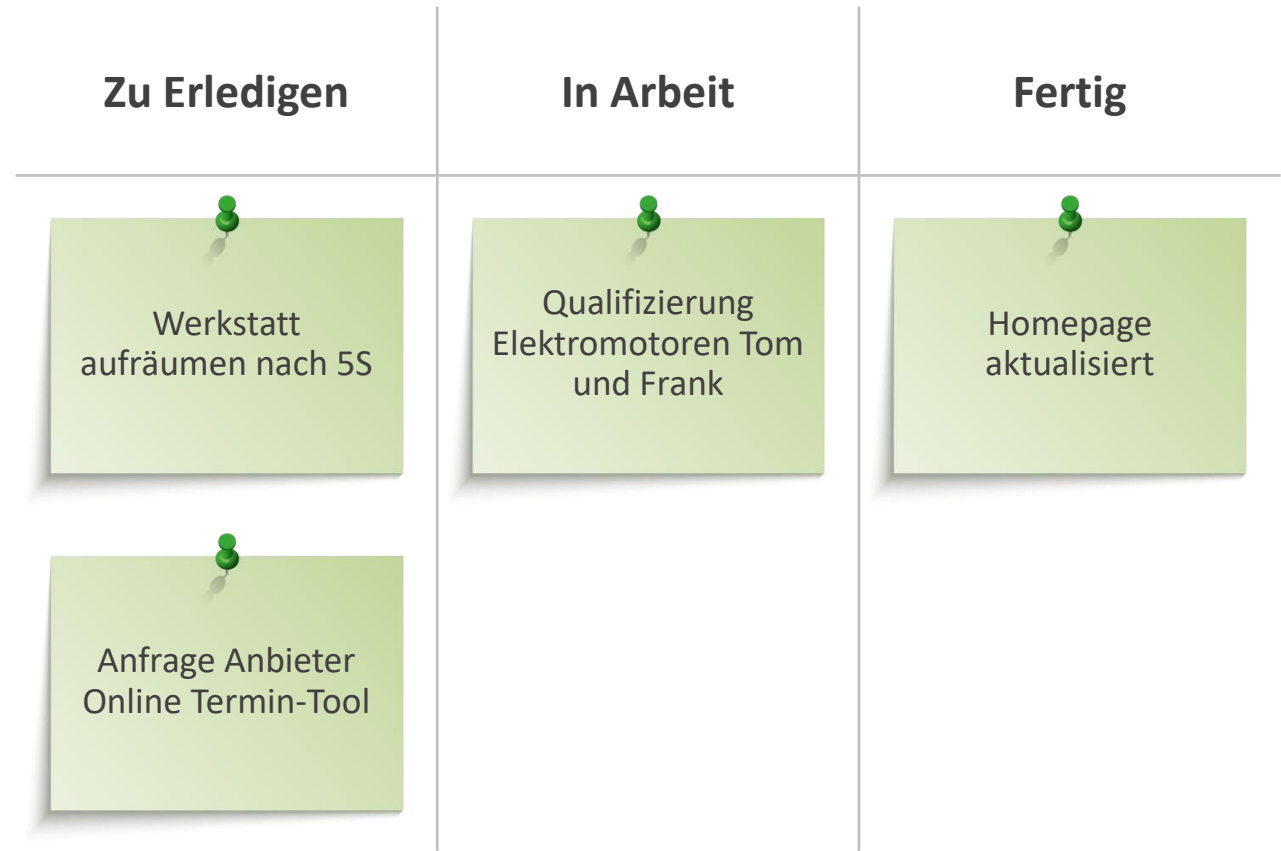 Zu Erledigen
In Arbeit
Fertig
Werkstatt
aufräumen nach 5S
Qualifizierung
Elektromotoren Tom
und Frank
Homepage
aktualisiert
Anfrage Anbieter
Online Termin-Tool